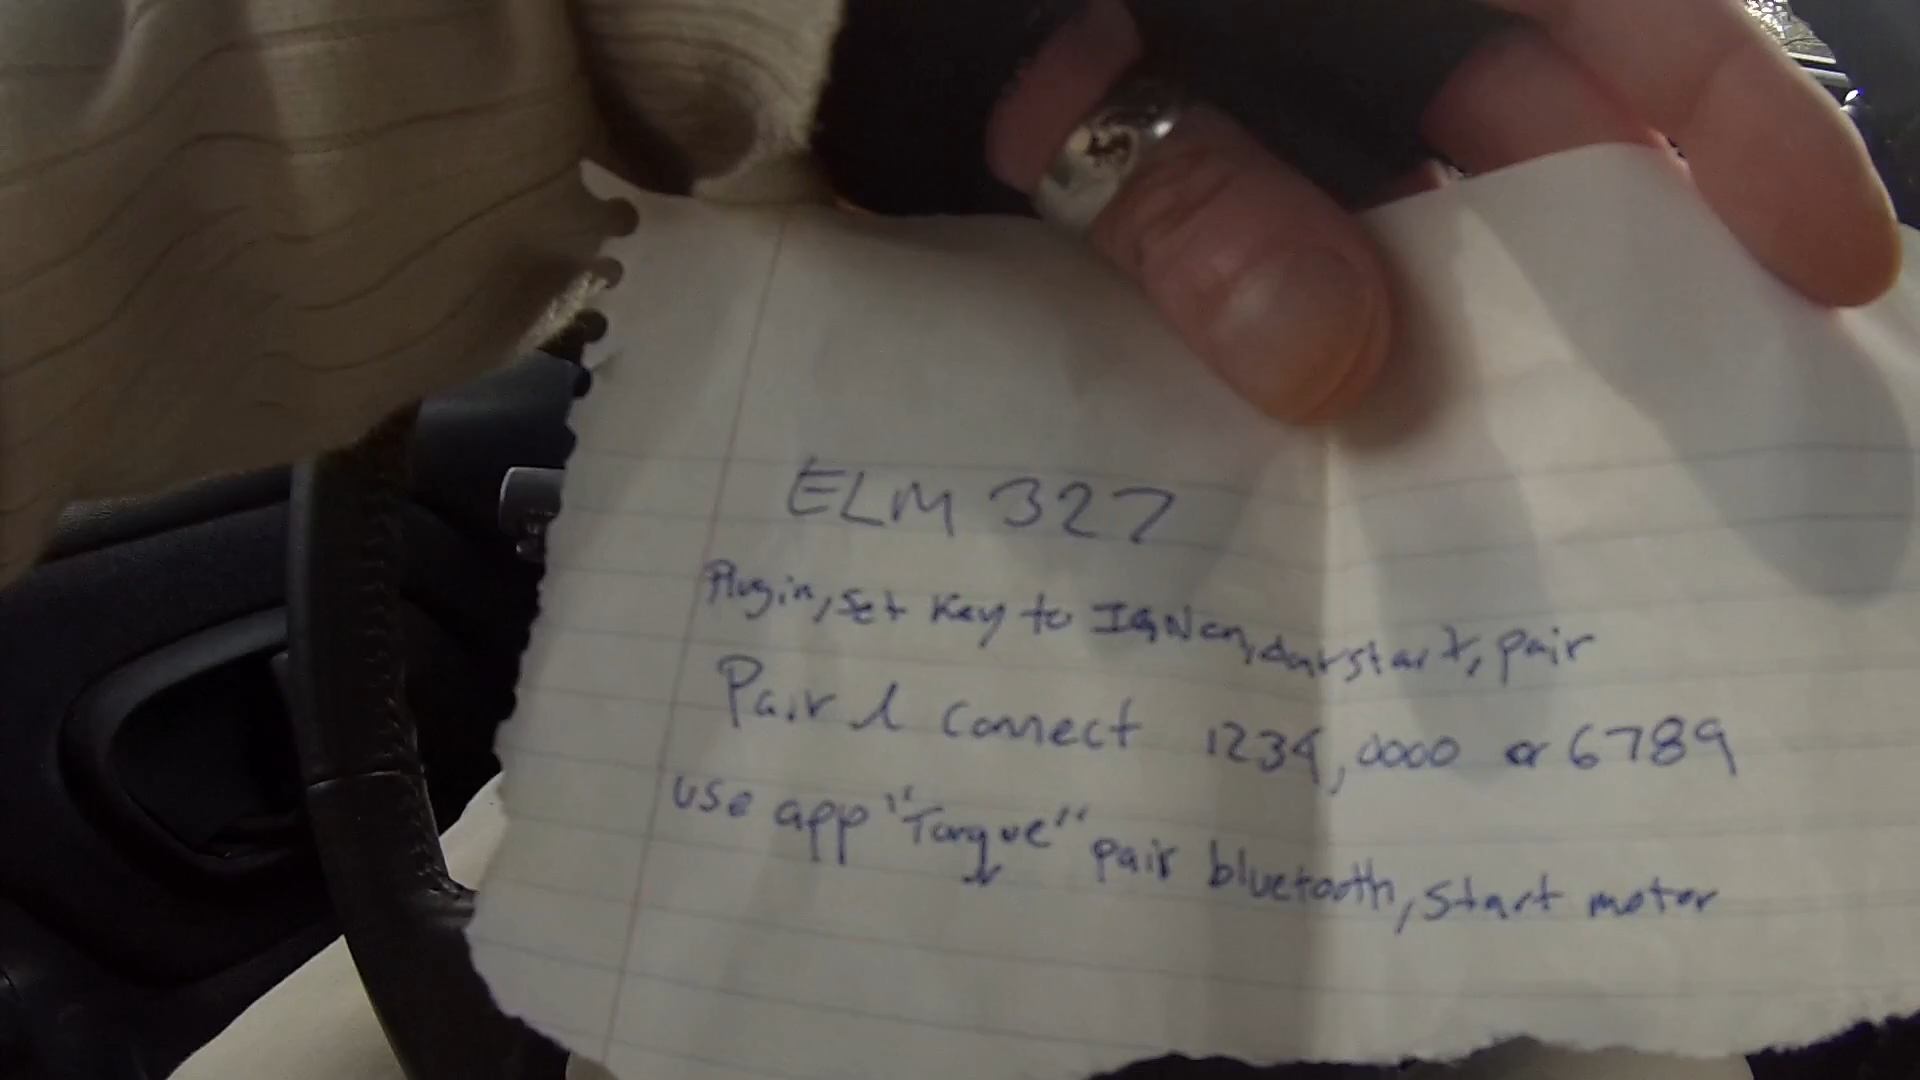 ELM 327
Plugin, Set Key to IGN on, don't start, pair
Pair & Connect 1234, 0000 or 6789
use app "Torque" pair bluetooth, Start motor